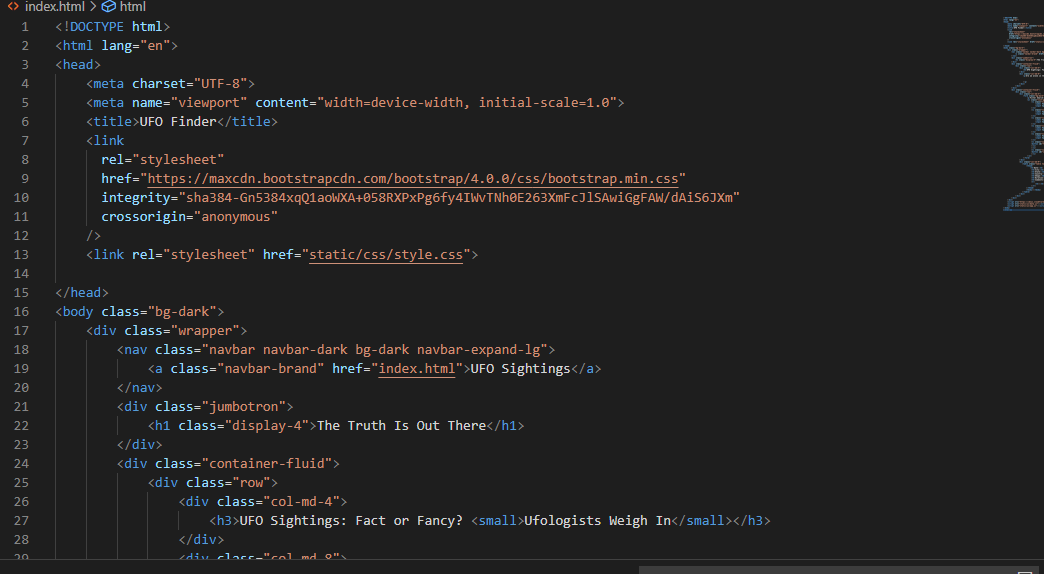 index.html > html
1 <!DOCTYPE html>
2 <html lang="en">
3 <head>
4 <meta charset="UTF-8">
5 <meta name="viewport" content="width=device-width, initial-scale=1.0">
6 <title>UFO Finder</title>
7 <link
8 rel="stylesheet"
9 href="https://maxcdn.bootstrapcdn.com/bootstrap/4.0.0/css/bootstrap.min.css"
10 integrity="sha384-Gn5384xqQ1aoWXA+058RXPxPg6fy4IWvTNh0E263XmFcJlSAwiGgFAW/dAiS6JXm"
11 crossorigin="anonymous"
12 />
13 <link rel="stylesheet" href="static/css/style.css">
14
15 </head>
16 <body class="bg-dark">
17 <div class="wrapper">
18 <nav class="navbar navbar-dark bg-dark navbar-expand-lg">
19 <a class="navbar-brand" href="index.html">UFO Sightings</a>
20 </nav>
21 <div class="jumbotron">
22 <h1 class="display-4">The Truth Is Out There</h1>
23 </div>
24 <div class="container-fluid">
25 <div class="row">
26 <div class="col-md-4">
27 <h3>UFO Sightings: Fact or Fancy? <small>Ufologists Weigh In</small></h3>
28 </div>
29 <div class="col-md-8">